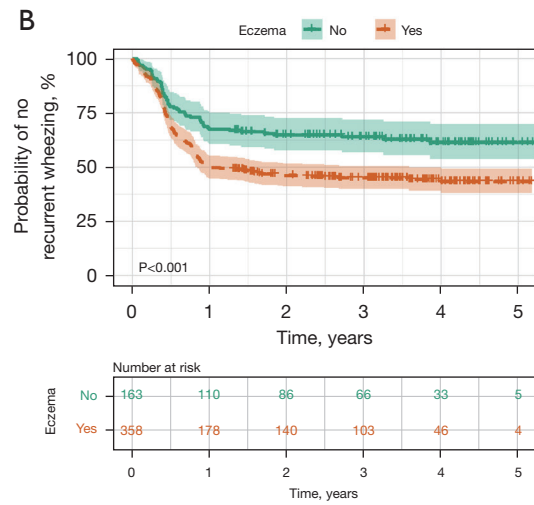 B
Eczema No Yes
Probability of no
recurrent wheezing, %
100
75
50
25
0
P<0.001
0 1 2 3 4 5
Time, years
Number at risk
Eczema
No 163 110 86 66 33 5
Yes 358 178 140 103 46 4
0 1 2 3 4 5
Time, years